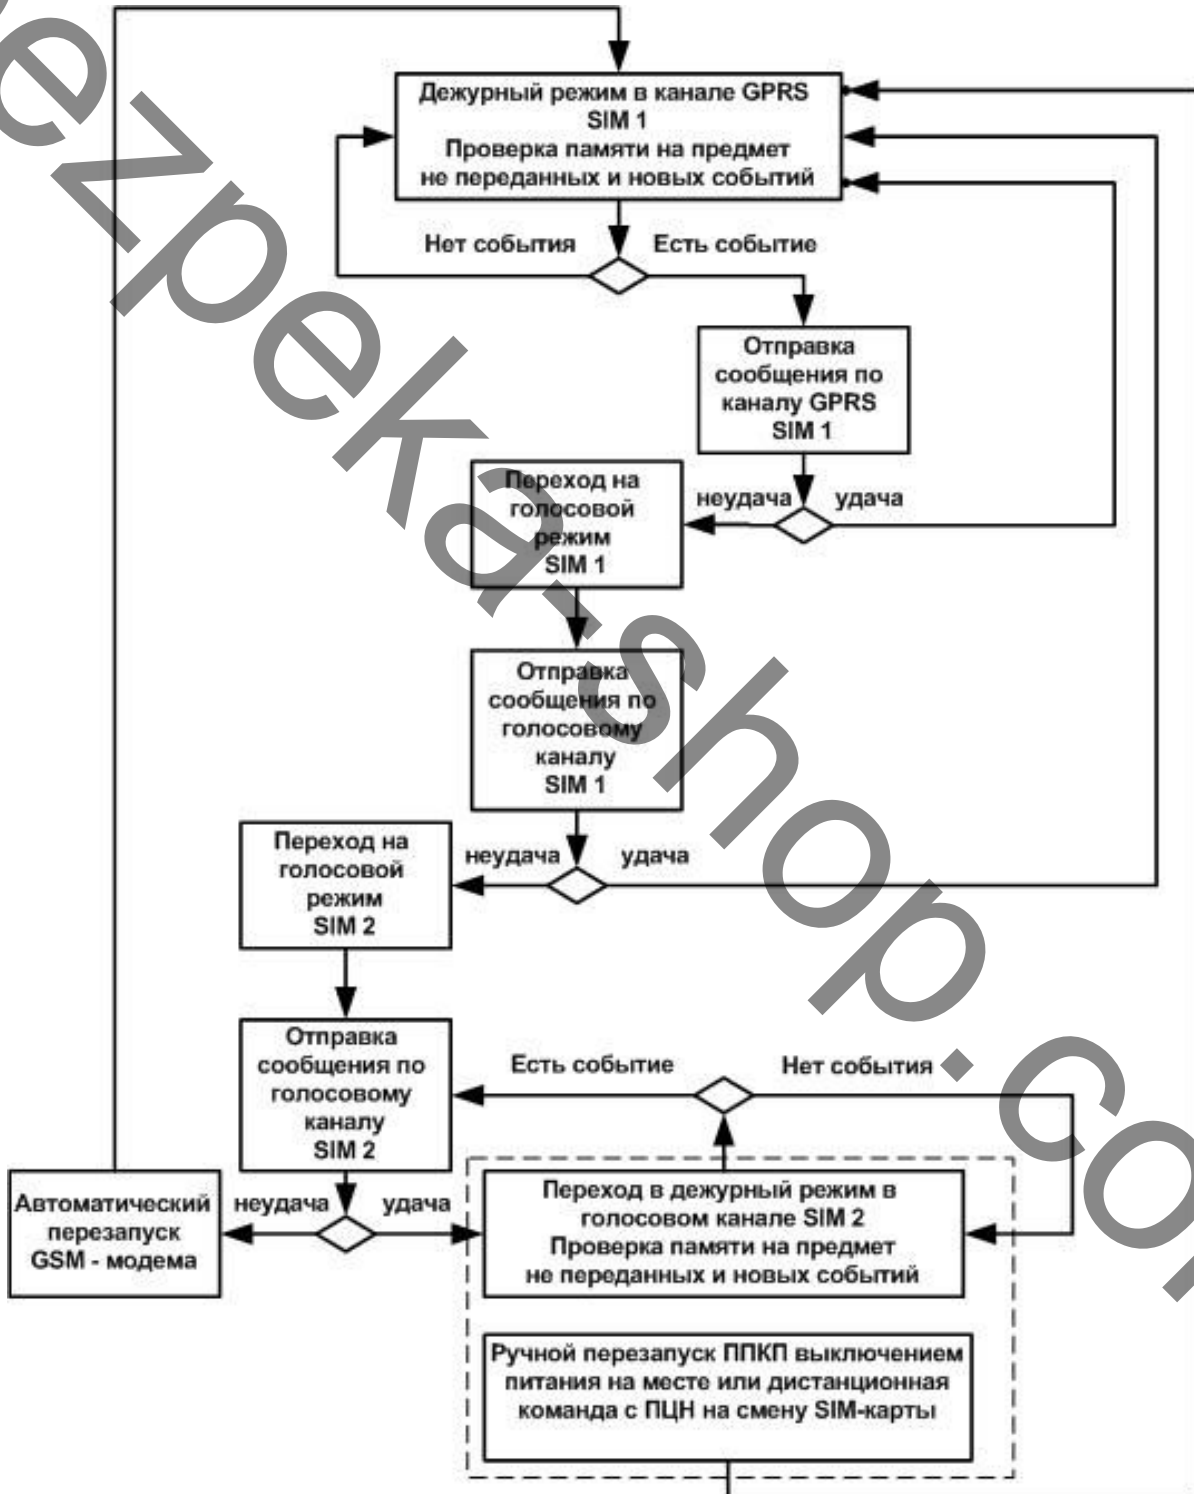 Дежурный режим в канале GPRS
SIM 1
Проверка памяти на предмет
не переданных и новых событий
Нет события
Есть событие
Отправка
сообщения по
каналу GPRS
SIM 1
неудача
удача
Переход на
голосовой
режим
SIM 1
Отправка
сообщения по
голосовому
каналу
SIM 1
неудача
удача
Переход на
голосовой
режим
SIM 2
Отправка
сообщения по
голосовому
каналу
SIM 2
Есть событие
Нет события
неудача
удача
Автоматический
перезапуск
GSM - модема
Переход в дежурный режим в
голосовом канале SIM 2
Проверка памяти на предмет
не переданных и новых событий
Ручной перезапуск ППКП выключением
питания на месте или дистанционная
команда с ПЦН на смену SIM-карты
ezpeka-shop.co